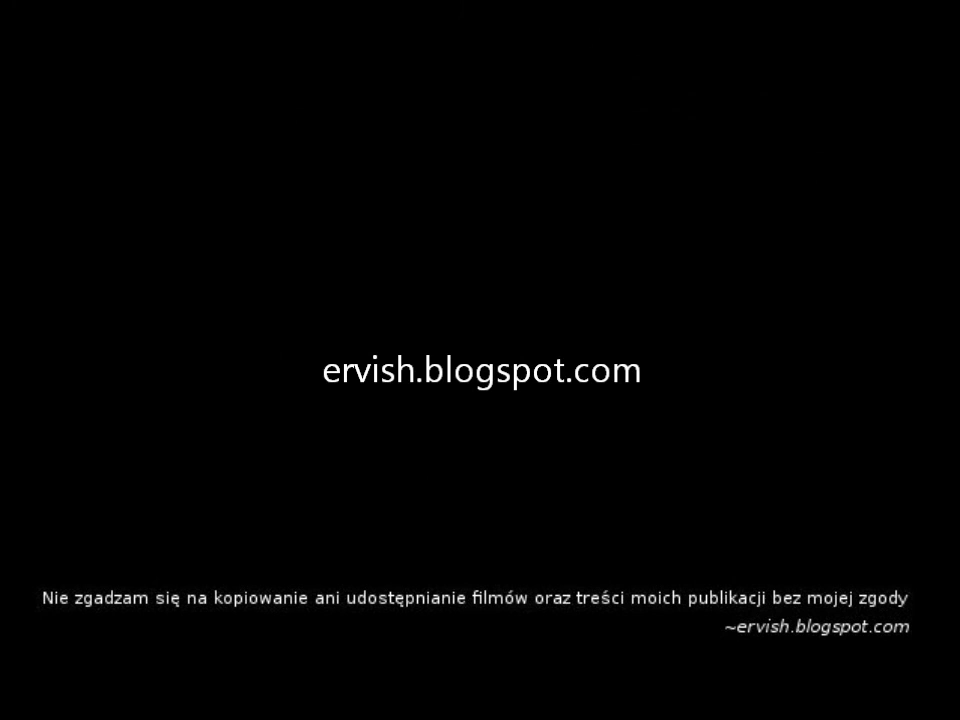 ervish.blogspot.com
Nie zgadzam się na kopiowanie ani udostępnianie filmów oraz treści moich publikacji bez mojej zgody
~ervish.blogspot.com